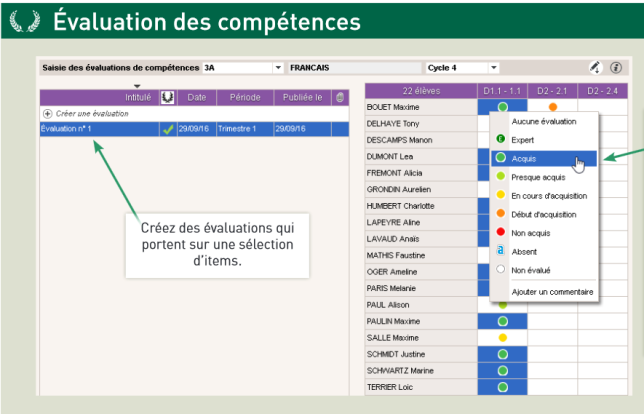 Évaluation des compétences
Saisie des évaluations de compétences 3A FRANCAIS Cycle 4
Intitulé Date Période Publiée le
Créer une évaluation
Évaluation n° 1 29/09/16 Trimestre 1 29/09/16
Créez des évaluations qui
portent sur une sélection
d'items.
22 élèves D1.1 - 1.1 D2 - 2.1 D2 - 2.4
BOUET Maxime
DELHAYE Tony
DESCAMPS Manon
DUMONT Lea
FREMONT Alicia
GRONDIN Aurelien
HUMBERT Charlotte
LAPEYRE Aline
LAVAUD Anaïs
MATHIS Faustine
OGER Ameline
PARIS Melanie
PAUL Alison
PAULIN Maxime
SALLE Maxime
SCHMIDT Justine
SCHWARTZ Marine
TERRIER Loic
Aucune évaluation
E Expert
Acquis
Presque acquis
En cours d'acquisition
Début d'acquisition
Non acquis
a Absent
Non évalué
Ajouter un commentaire